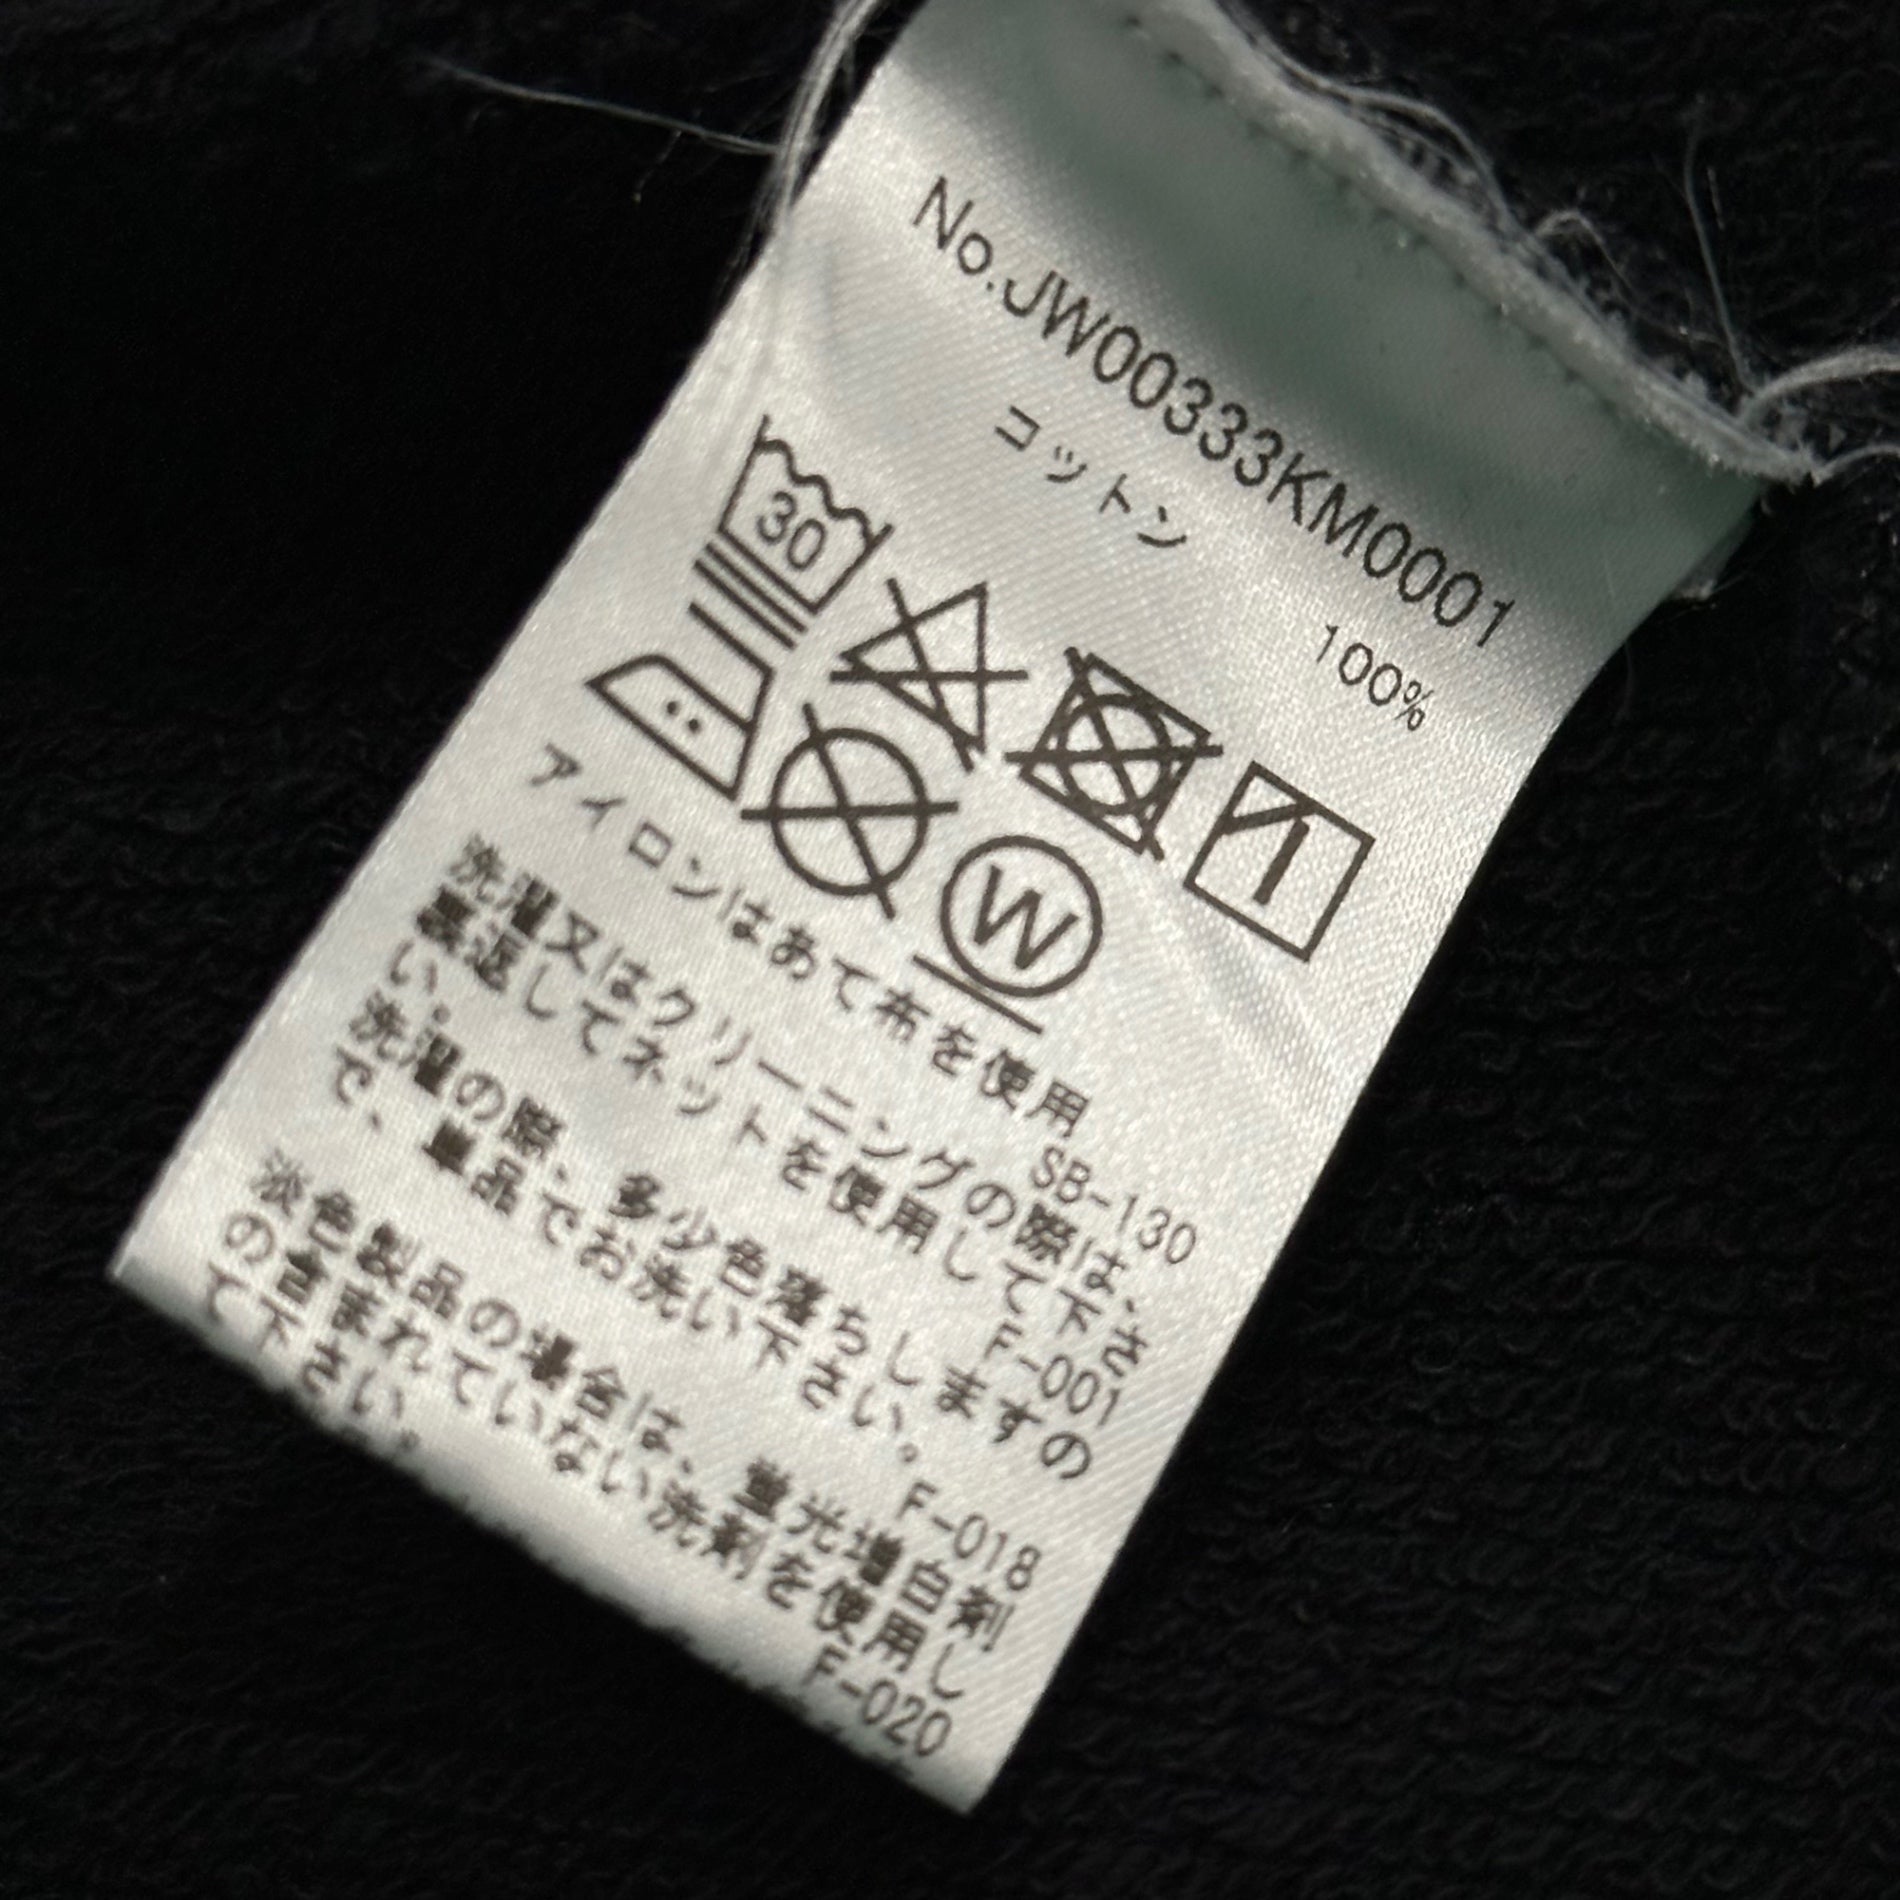 No.JW00333KM0001
コットン 100%
30
W
アイロンはあて布を使用
SB-130
洗濯又はクリーニングの際は、
裏返してネットを使用して下さ
い。 F-001
洗濯の際、多少色落ちしますの
で、単品でお洗い下さい。
F-018
淡色製品の場合は、蛍光増白剤
の含まれていない洗剤を使用し
て下さい。 F-020